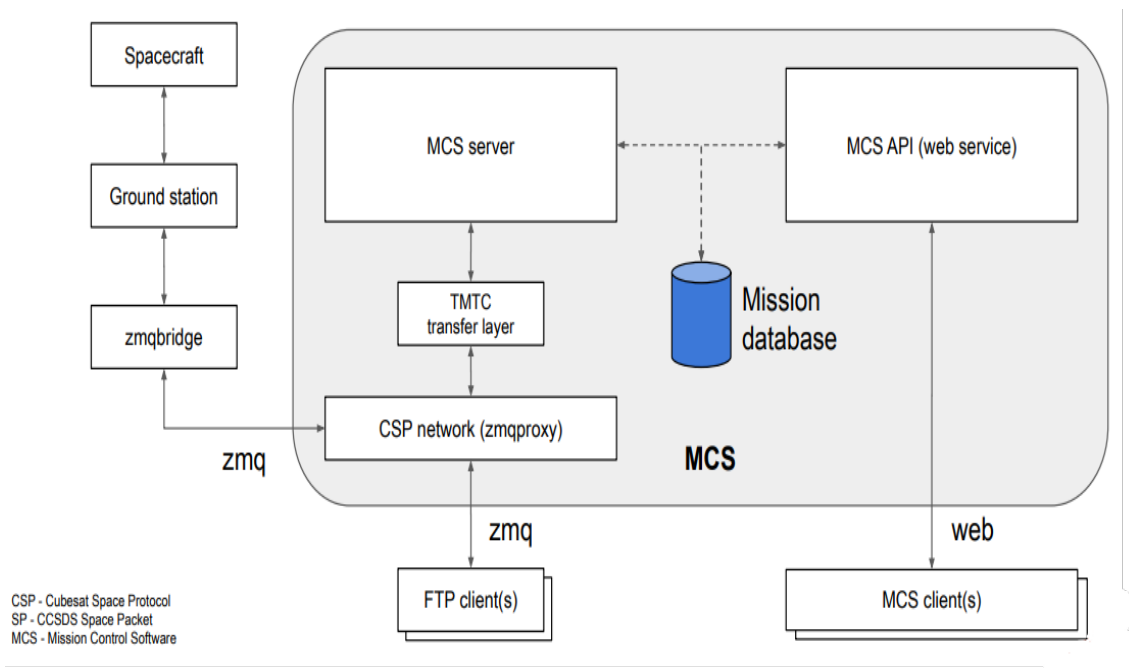 Spacecraft
Ground station
zmqbridge
zmq
MCS server
MCS API (web service)
TMTC
transfer layer
Mission
database
CSP network (zmqproxy)
MCS
zmq
web
FTP client(s)
MCS client(s)
CSP - Cubesat Space Protocol
SP - CCSDS Space Packet
MCS - Mission Control Software